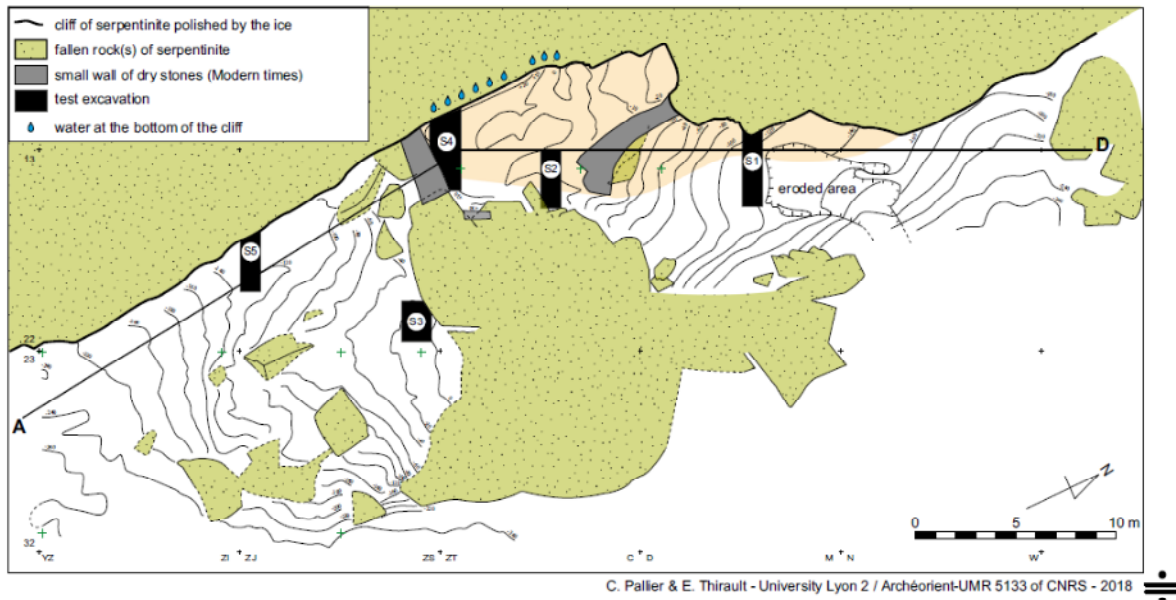 cliff of serpentinite polished by the ice
fallen rock(s) of serpentinite
small wall of dry stones (Modern times)
test excavation
water at the bottom of the cliff
13
S4
S2
S1
D
eroded area
S5
S3
22
23
A
N
0 5 10 m
32
YZ ZI ZJ ZS ZT C D M N W
C. Pallier & E. Thirault - University Lyon 2 / Archéorient-UMR 5133 of CNRS - 2018